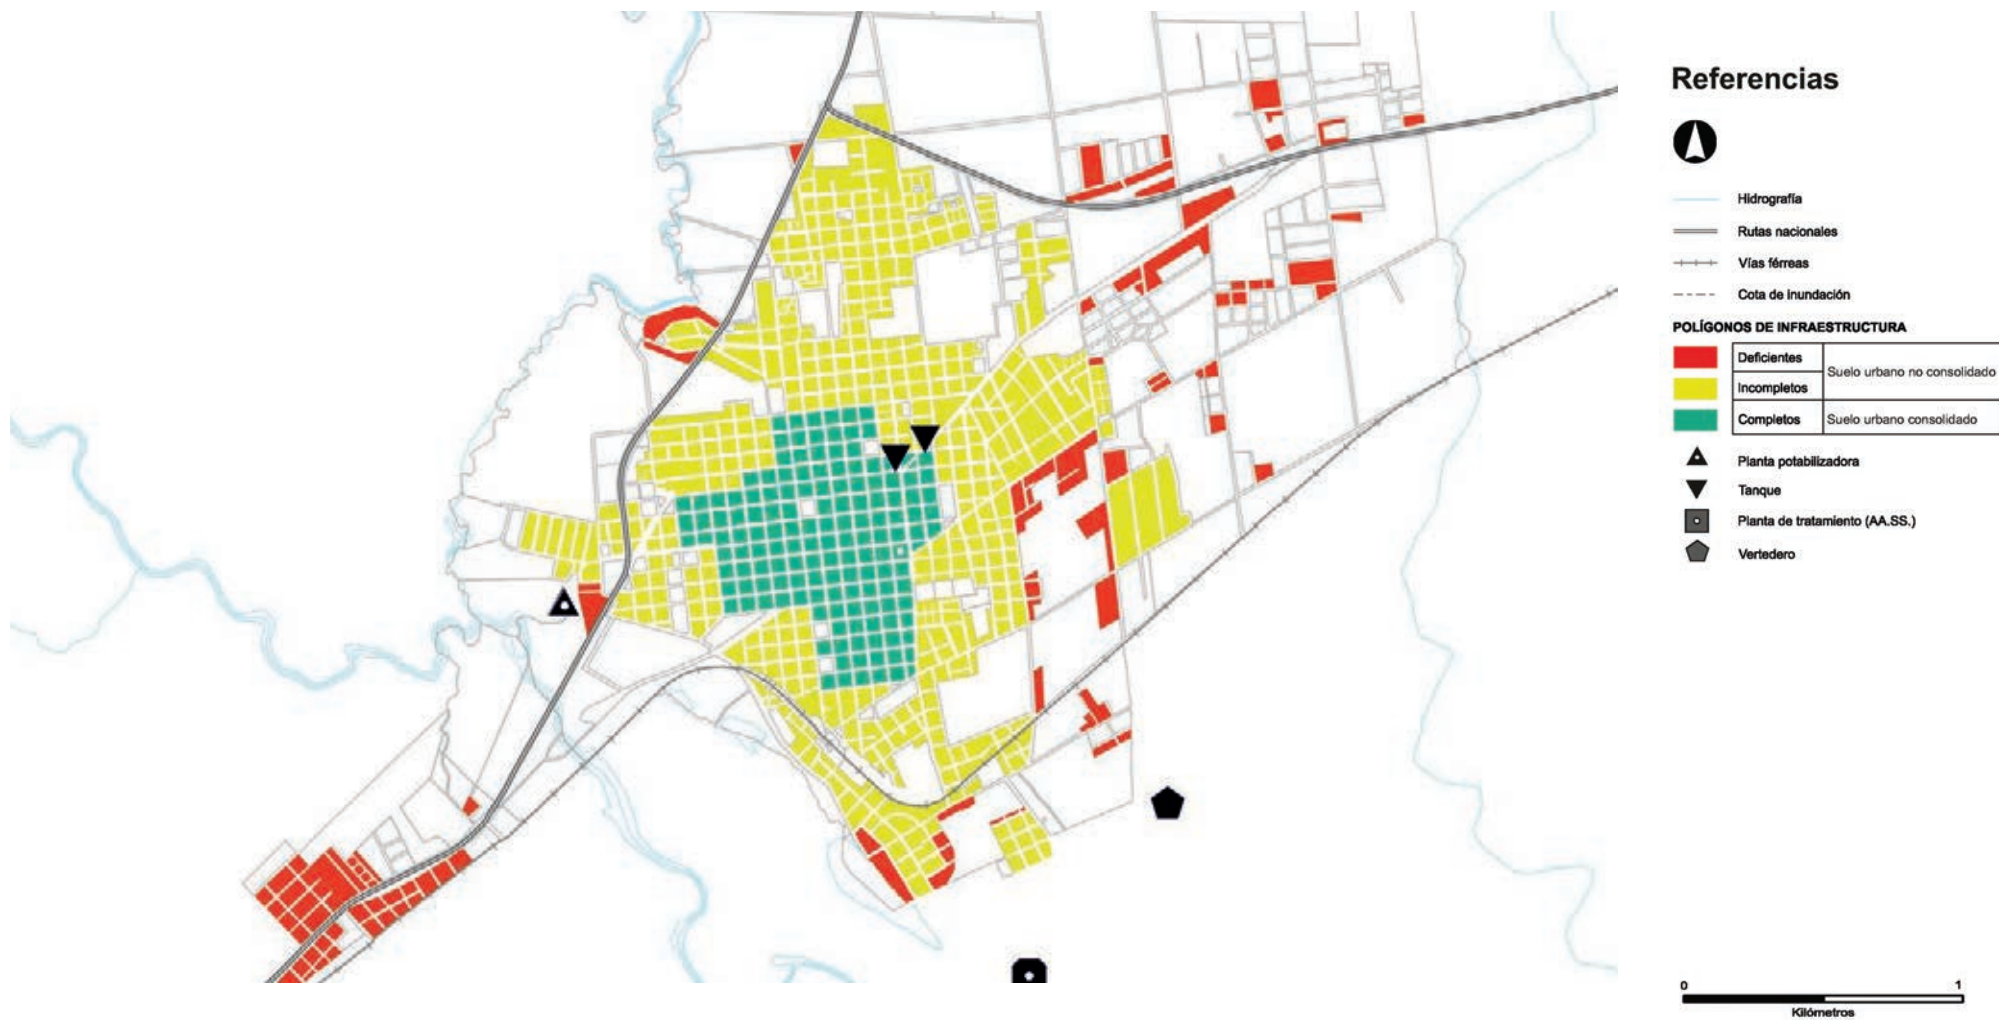 Referencias
Hidrografía
Rutas nacionales
Vías férreas
Cota de inundación
POLÍGONOS DE INFRAESTRUCTURA
Deficientes
Suelo urbano no consolidado
Incompletos
Completos
Suelo urbano consolidado
Planta potabilizadora
Tanque
Planta de tratamiento (AA.SS.)
Vertedero
0 1
Kilómetros